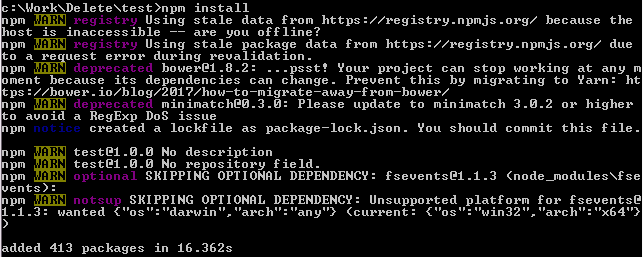 c:\Work\Delete\test>npm install
npm WARN registry Using stale data from https://registry.npmjs.org/ because the
host is inaccessible -- are you offline?
npm WARN registry Using stale package data from https://registry.npmjs.org/ due
to a request error during revalidation.
npm WARN deprecated bower@1.8.2: ...psst! Your project can stop working at any m
oment because its dependencies can change. Prevent this by migrating to Yarn: ht
tps://bower.io/blog/2017/how-to-migrate-away-from-bower/
npm WARN deprecated minimatch@0.3.0: Please update to minimatch 3.0.2 or higher
to avoid a RegExp DoS issue
npm notice created a lockfile as package-lock.json. You should commit this file.
npm WARN test@1.0.0 No description
npm WARN test@1.0.0 No repository field.
npm WARN optional SKIPPING OPTIONAL DEPENDENCY: fsevents@1.1.3 (node_modules\fse
vents):
npm WARN notsup SKIPPING OPTIONAL DEPENDENCY: Unsupported platform for fsevents@
1.1.3: wanted {"os":"darwin","arch":"any"} (current: {"os":"win32","arch":"x64"}
)
added 413 packages in 16.362s